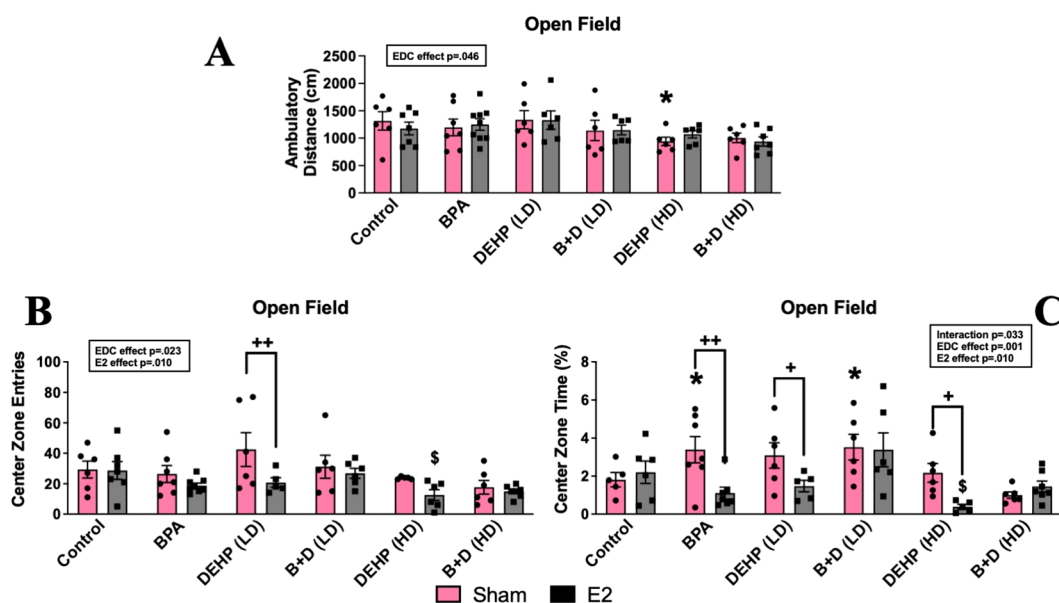 Open Field
A
EDC effect p=.046
Ambulatory
Distance (cm)
2500
2000
1500
1000
500
0
*
Control
BPA
DEHP (LD)
B+D (LD)
DEHP (HD)
B+D (HD)
B
Open Field
EDC effect p=.023
E2 effect p=.010
Center Zone Entries
100
80
60
40
20
0
++
$
Control
BPA
DEHP (LD)
B+D (LD)
DEHP (HD)
B+D (HD)
Open Field
C
Interaction p=.033
EDC effect p=.001
E2 effect p=.010
Center Zone Time (%)
8
6
4
2
0
++
*
+
*
+
$
Control
BPA
DEHP (LD)
B+D (LD)
DEHP (HD)
B+D (HD)
Sham E2